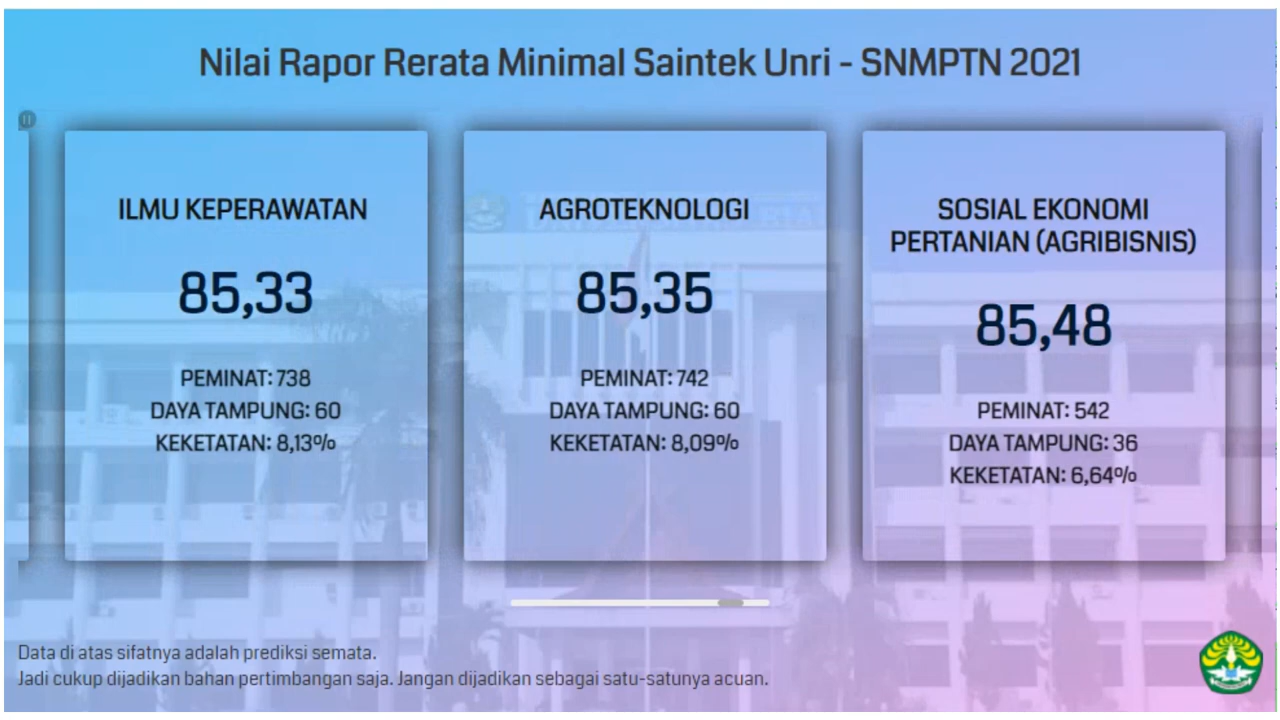 Nilai Rapor Rerata Minimal Saintek Unri - SNMPTN 2021
ILMU KEPERAWATAN
85,33
PEMINAT: 738
DAYA TAMPUNG: 60
KEKETATAN: 8,13%
AGROTEKNOLOGI
85,35
PEMINAT: 742
DAYA TAMPUNG: 60
KEKETATAN: 8,09%
SOSIAL EKONOMI
PERTANIAN (AGRIBISNIS)
85,48
PEMINAT: 542
DAYA TAMPUNG: 36
KEKETATAN: 6,64%
Data di atas sifatnya adalah prediksi semata.
Jadi cukup dijadikan bahan pertimbangan saja. Jangan dijadikan sebagai satu-satunya acuan.